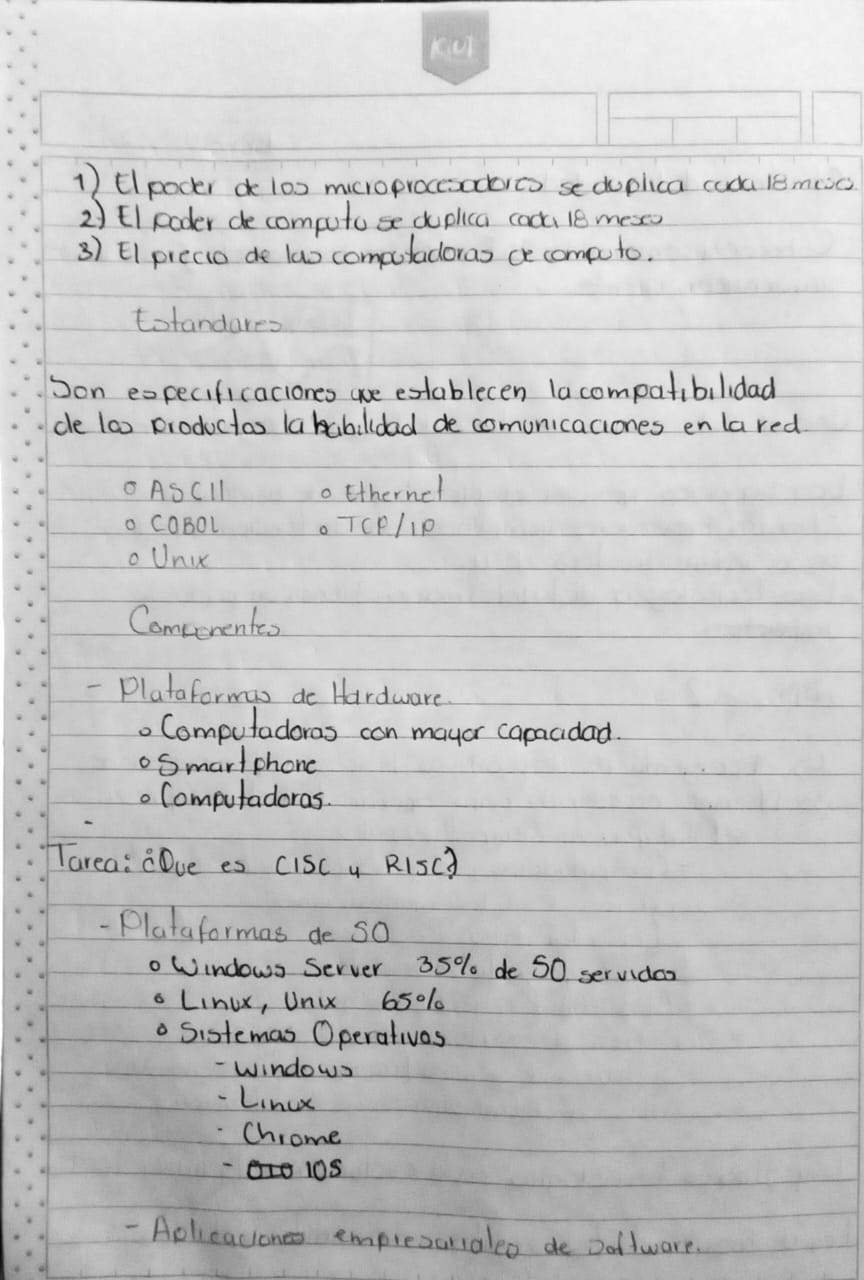 KUT
1) El poder de los microprocesadores se duplica cada 18 meses
2) El poder de computo se duplica cada 18 meses
3) El precio de las computadoras de computo.
Estandares
Son especificaciones que establecen la compatibilidad
de los productos la habilidad de comunicaciones en la red.
o ASCII o Ethernet
o COBOL o TCP/IP
o Unix
Componentes
- Plataformas de Hardware.
o Computadoras con mayor capacidad.
o Smartphone
o Computadoras.
-
Tarea: ¿Que es CISC y RISC?
- Plataformas de SO
o Windows Server 35% de SO servidos
o Linux, Unix 65%
o Sistemas Operativos
- Windows
- Linux
- Chrome
- IOS
- Aplicaciones empresariales de software.